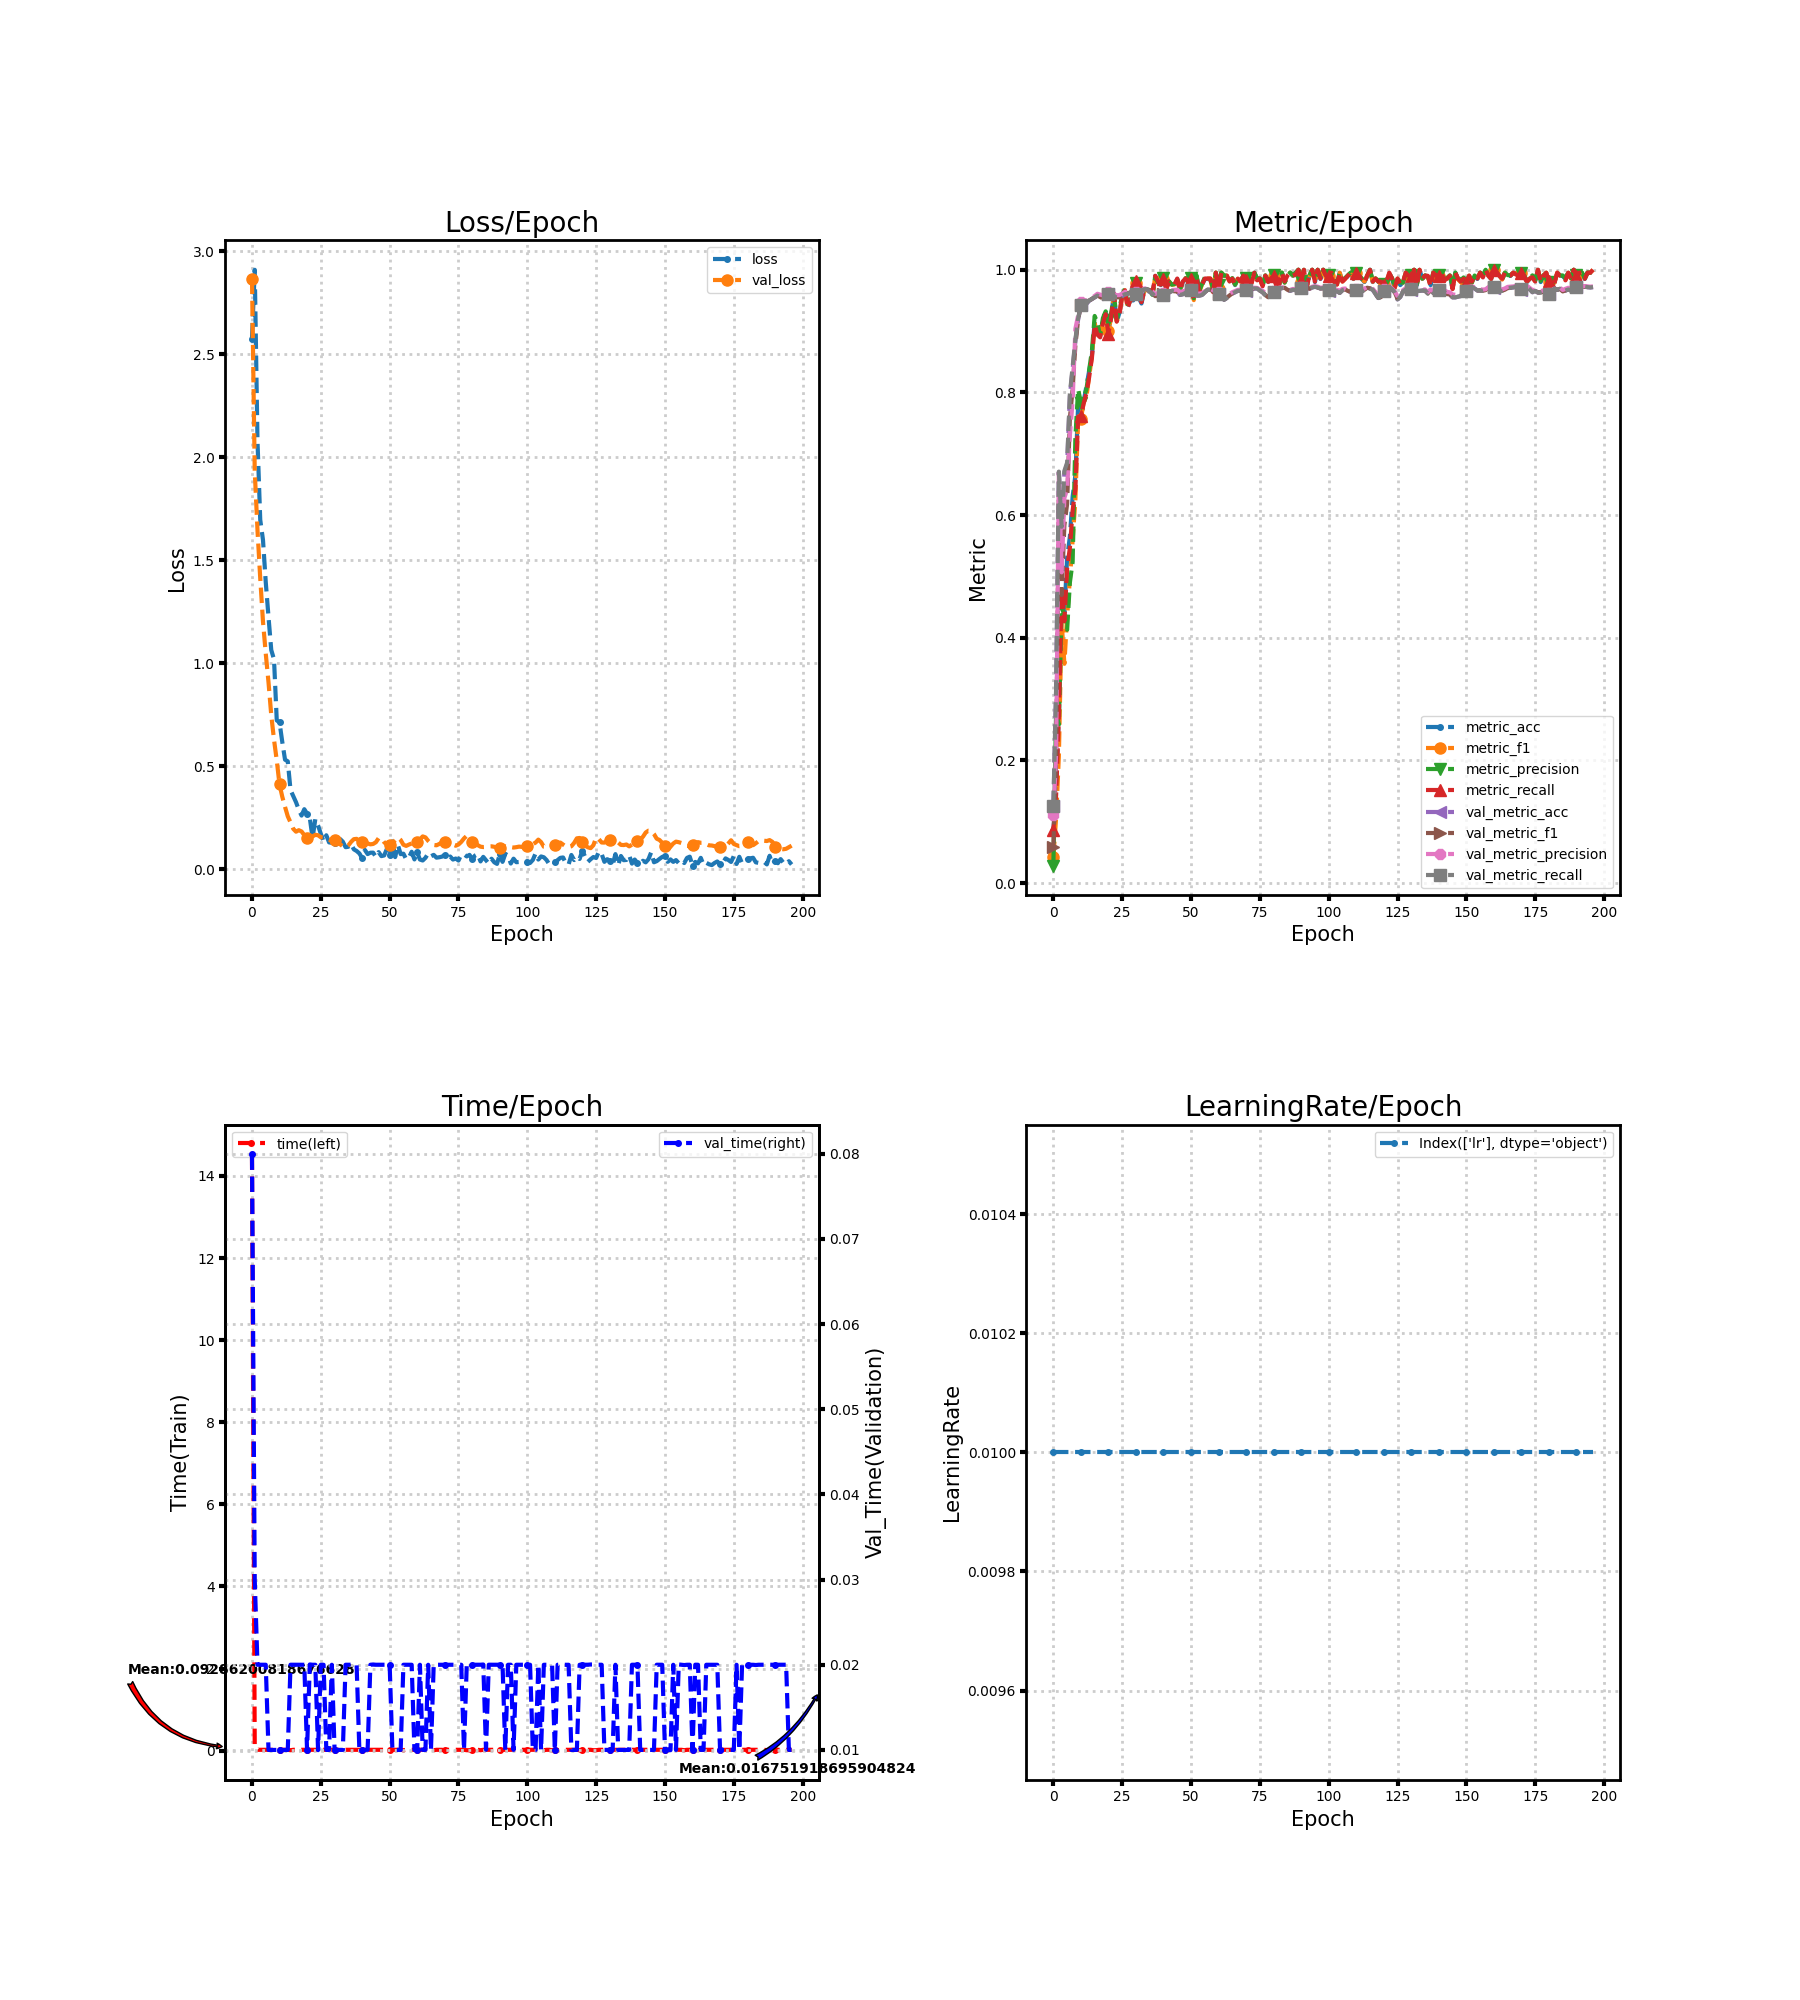 Loss/Epoch
3.0
2.5
2.0
1.5
1.0
0.5
0.0
Loss
loss
val_loss
0 25 50 75 100 125 150 175 200
Epoch
Metric/Epoch
1.0
0.8
0.6
0.4
0.2
0.0
Metric
metric_acc
metric_f1
metric_precision
metric_recall
val_metric_acc
val_metric_f1
val_metric_precision
val_metric_recall
0 25 50 75 100 125 150 175 200
Epoch
Time/Epoch
time(left)
val_time(right)
14
12
10
8
6
4
2
0
Time(Train)
0.08
0.07
0.06
0.05
0.04
0.03
0.02
0.01
Val_Time(Validation)
Mean:0.016751918695904824
0 25 50 75 100 125 150 175 200
Epoch
LearningRate/Epoch
Index(['lr'], dtype='object')
0.0104
0.0102
0.0100
0.0098
0.0096
LearningRate
0 25 50 75 100 125 150 175 200
Epoch